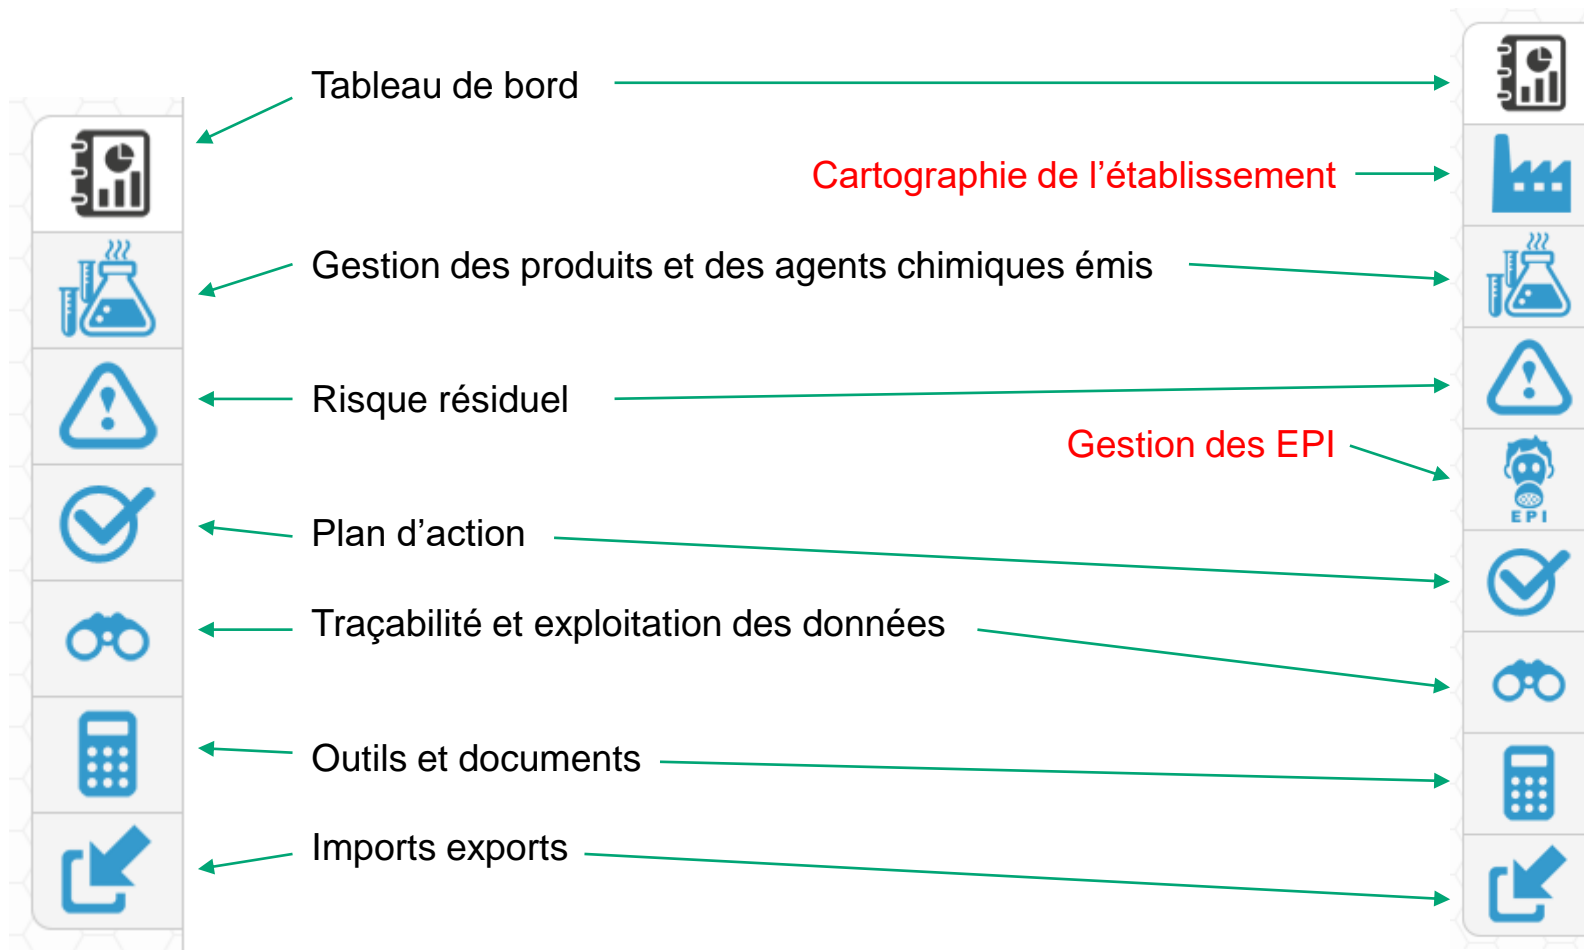 Tableau de bord
Cartographie de l’établissement
Gestion des produits et des agents chimiques émis
Risque résiduel
Gestion des EPI
EPI
Plan d’action
Traçabilité et exploitation des données
Outils et documents
Imports exports